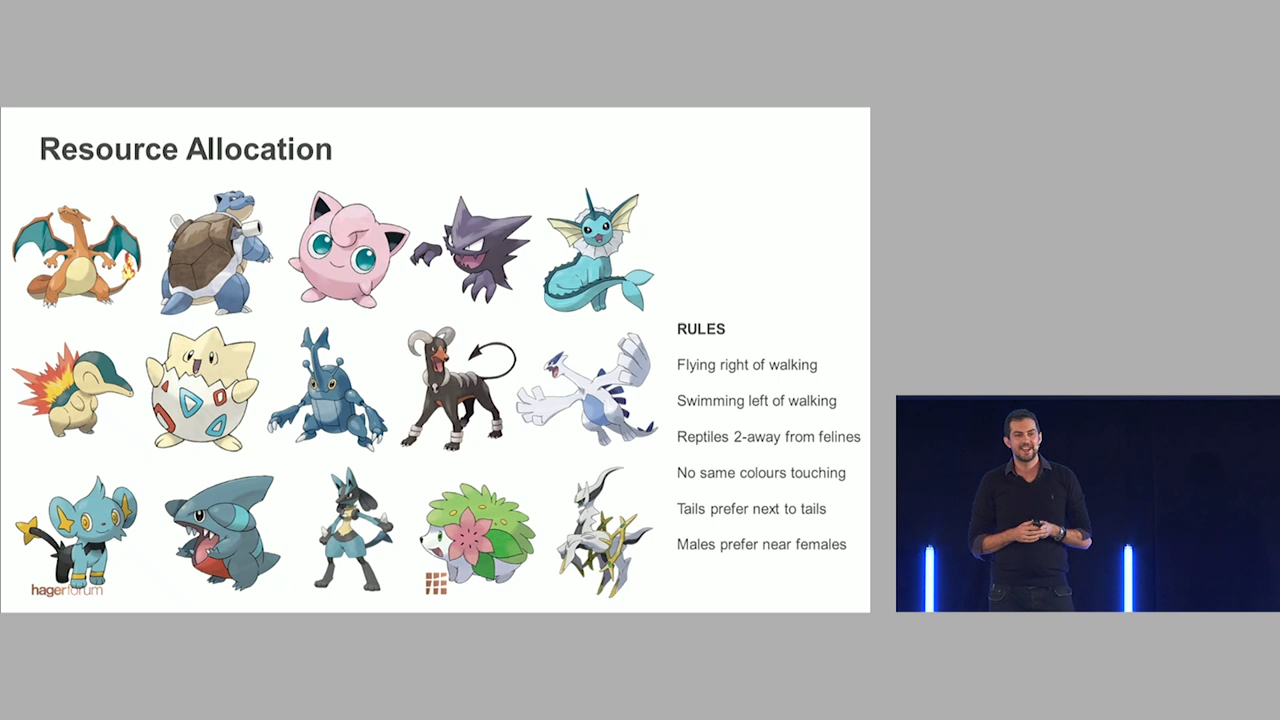 Resource Allocation
RULES
Flying right of walking
Swimming left of walking
Reptiles 2-away from felines
No same colours touching
Tails prefer next to tails
Males prefer near females
hagerforum